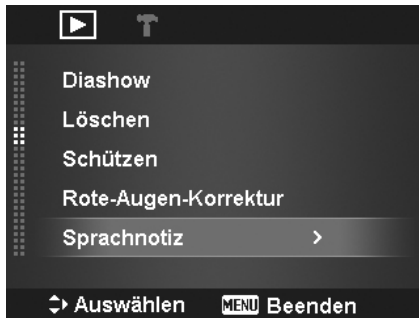 Diashow
Löschen
Schützen
Rote-Augen-Korrektur
Sprachnotiz
Auswählen MENU Beenden